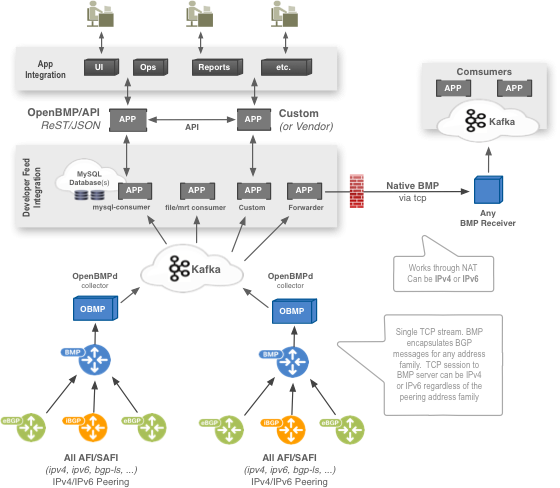 App
Integration
UI
Ops
Reports
etc.
OpenBMP/API
ReST/JSON
APP
API
APP
Custom
(or Vendor)
Comsumers
APP
APP
Kafka
Developer Feed
Integration
MySQL
Database(s)
APP
APP
APP
APP
mysql-consumer
file/mrt consumer
Custom
Forwarder
Native BMP
via tcp
Any
BMP Receiver
Kafka
Works through NAT
Can be IPv4 or IPv6
OpenBMPd
collector
OBMP
OpenBMPd
collector
OBMP
BMP
BMP
Single TCP stream. BMP
encapsulates BGP
messages for any address
family. TCP session to
BMP server can be IPv4
or IPv6 regardless of the
peering address family
eBGP
iBGP
eBGP
eBGP
iBGP
eBGP
All AFI/SAFI
(ipv4, ipv6, bgp-ls, ...)
IPv4/IPv6 Peering
All AFI/SAFI
(ipv4, ipv6, bgp-ls, ...)
IPv4/IPv6 Peering